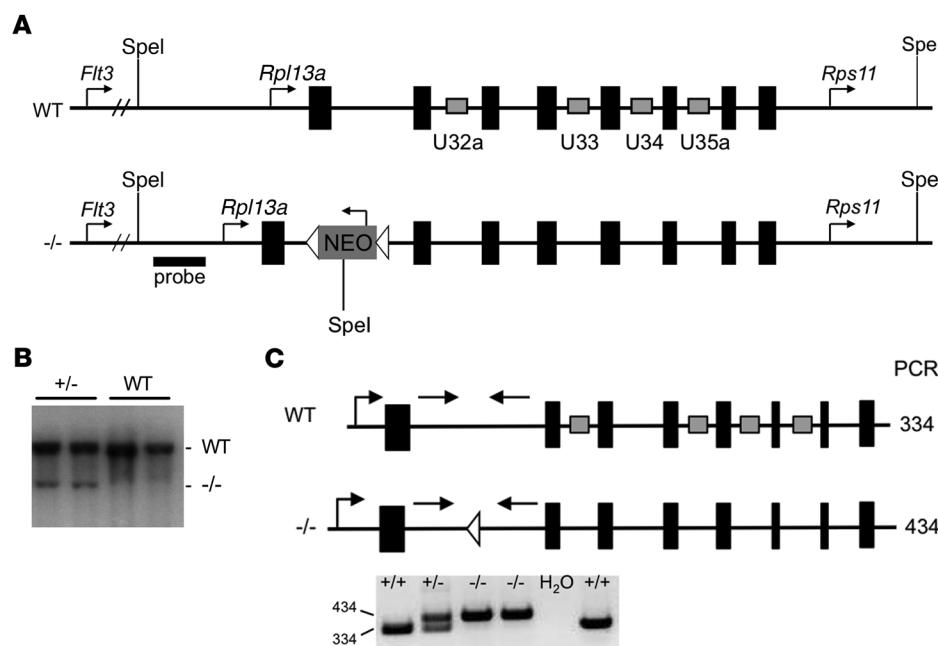 A
SpeI
Spe
Flt3
Rpl13a
Rps11
WT
U32a
U33
U34
U35a
SpeI
Spe
Flt3
Rpl13a
Rps11
-/-
NEO
probe
SpeI
B
+/-
WT
- WT
- -/-
C
PCR
WT
334
-/-
434
+/+
+/-
-/-
-/-
H₂O
+/+
434
334